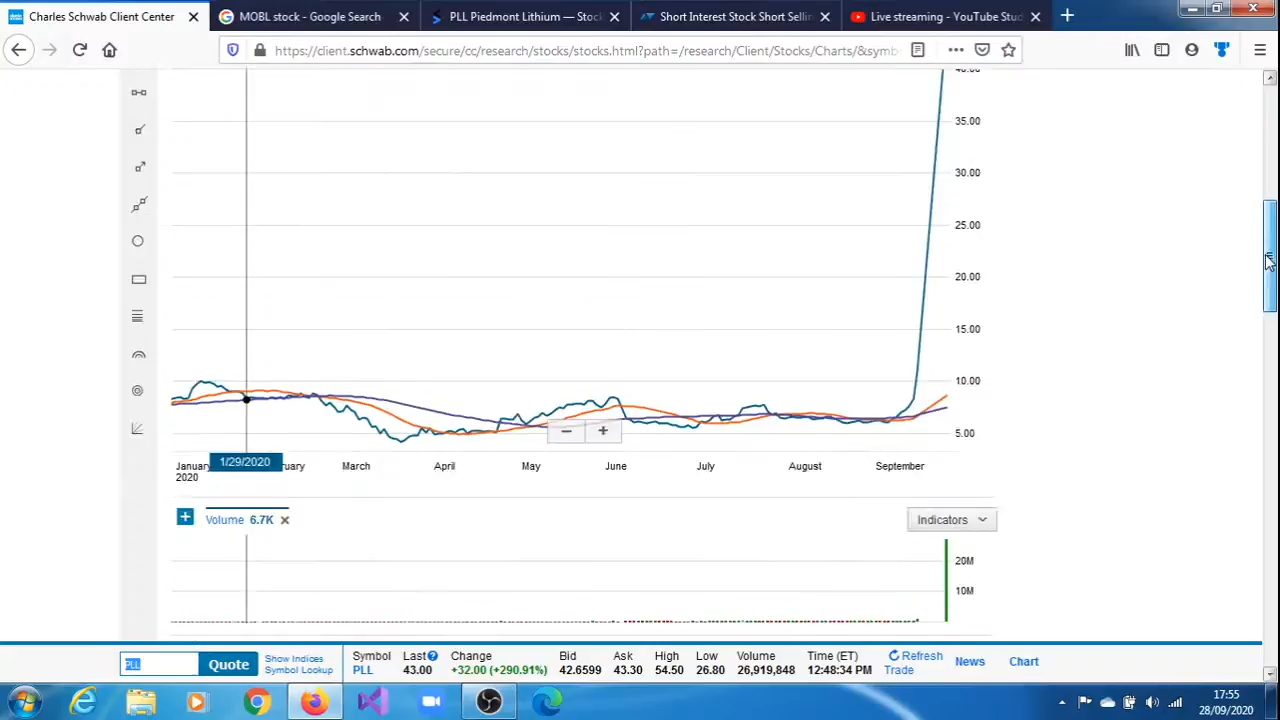 Charles Schwab Client Center
MOBL stock - Google Search
PLL Piedmont Lithium — Stock
Short Interest Stock Short Sellin
Live streaming - YouTube Stud
https://client.schwab.com/secure/cc/research/stocks/stocks.html?path=/research/Client/Stocks/Charts/&symb
40.00
35.00
30.00
25.00
20.00
15.00
10.00
5.00
January
2020
1/29/2020
uary
March
April
May
June
July
August
September
Volume 6.7K
Indicators
20M
10M
PLL
Quote
Show Indices
Symbol Lookup
Symbol Last Change Bid Ask High Low Volume Time (ET)
PLL 43.00 +32.00 (+290.91%) 42.6599 43.30 54.50 26.80 26,919,848 12:48:34 PM
Refresh
Trade
News
Chart
17:55
28/09/2020